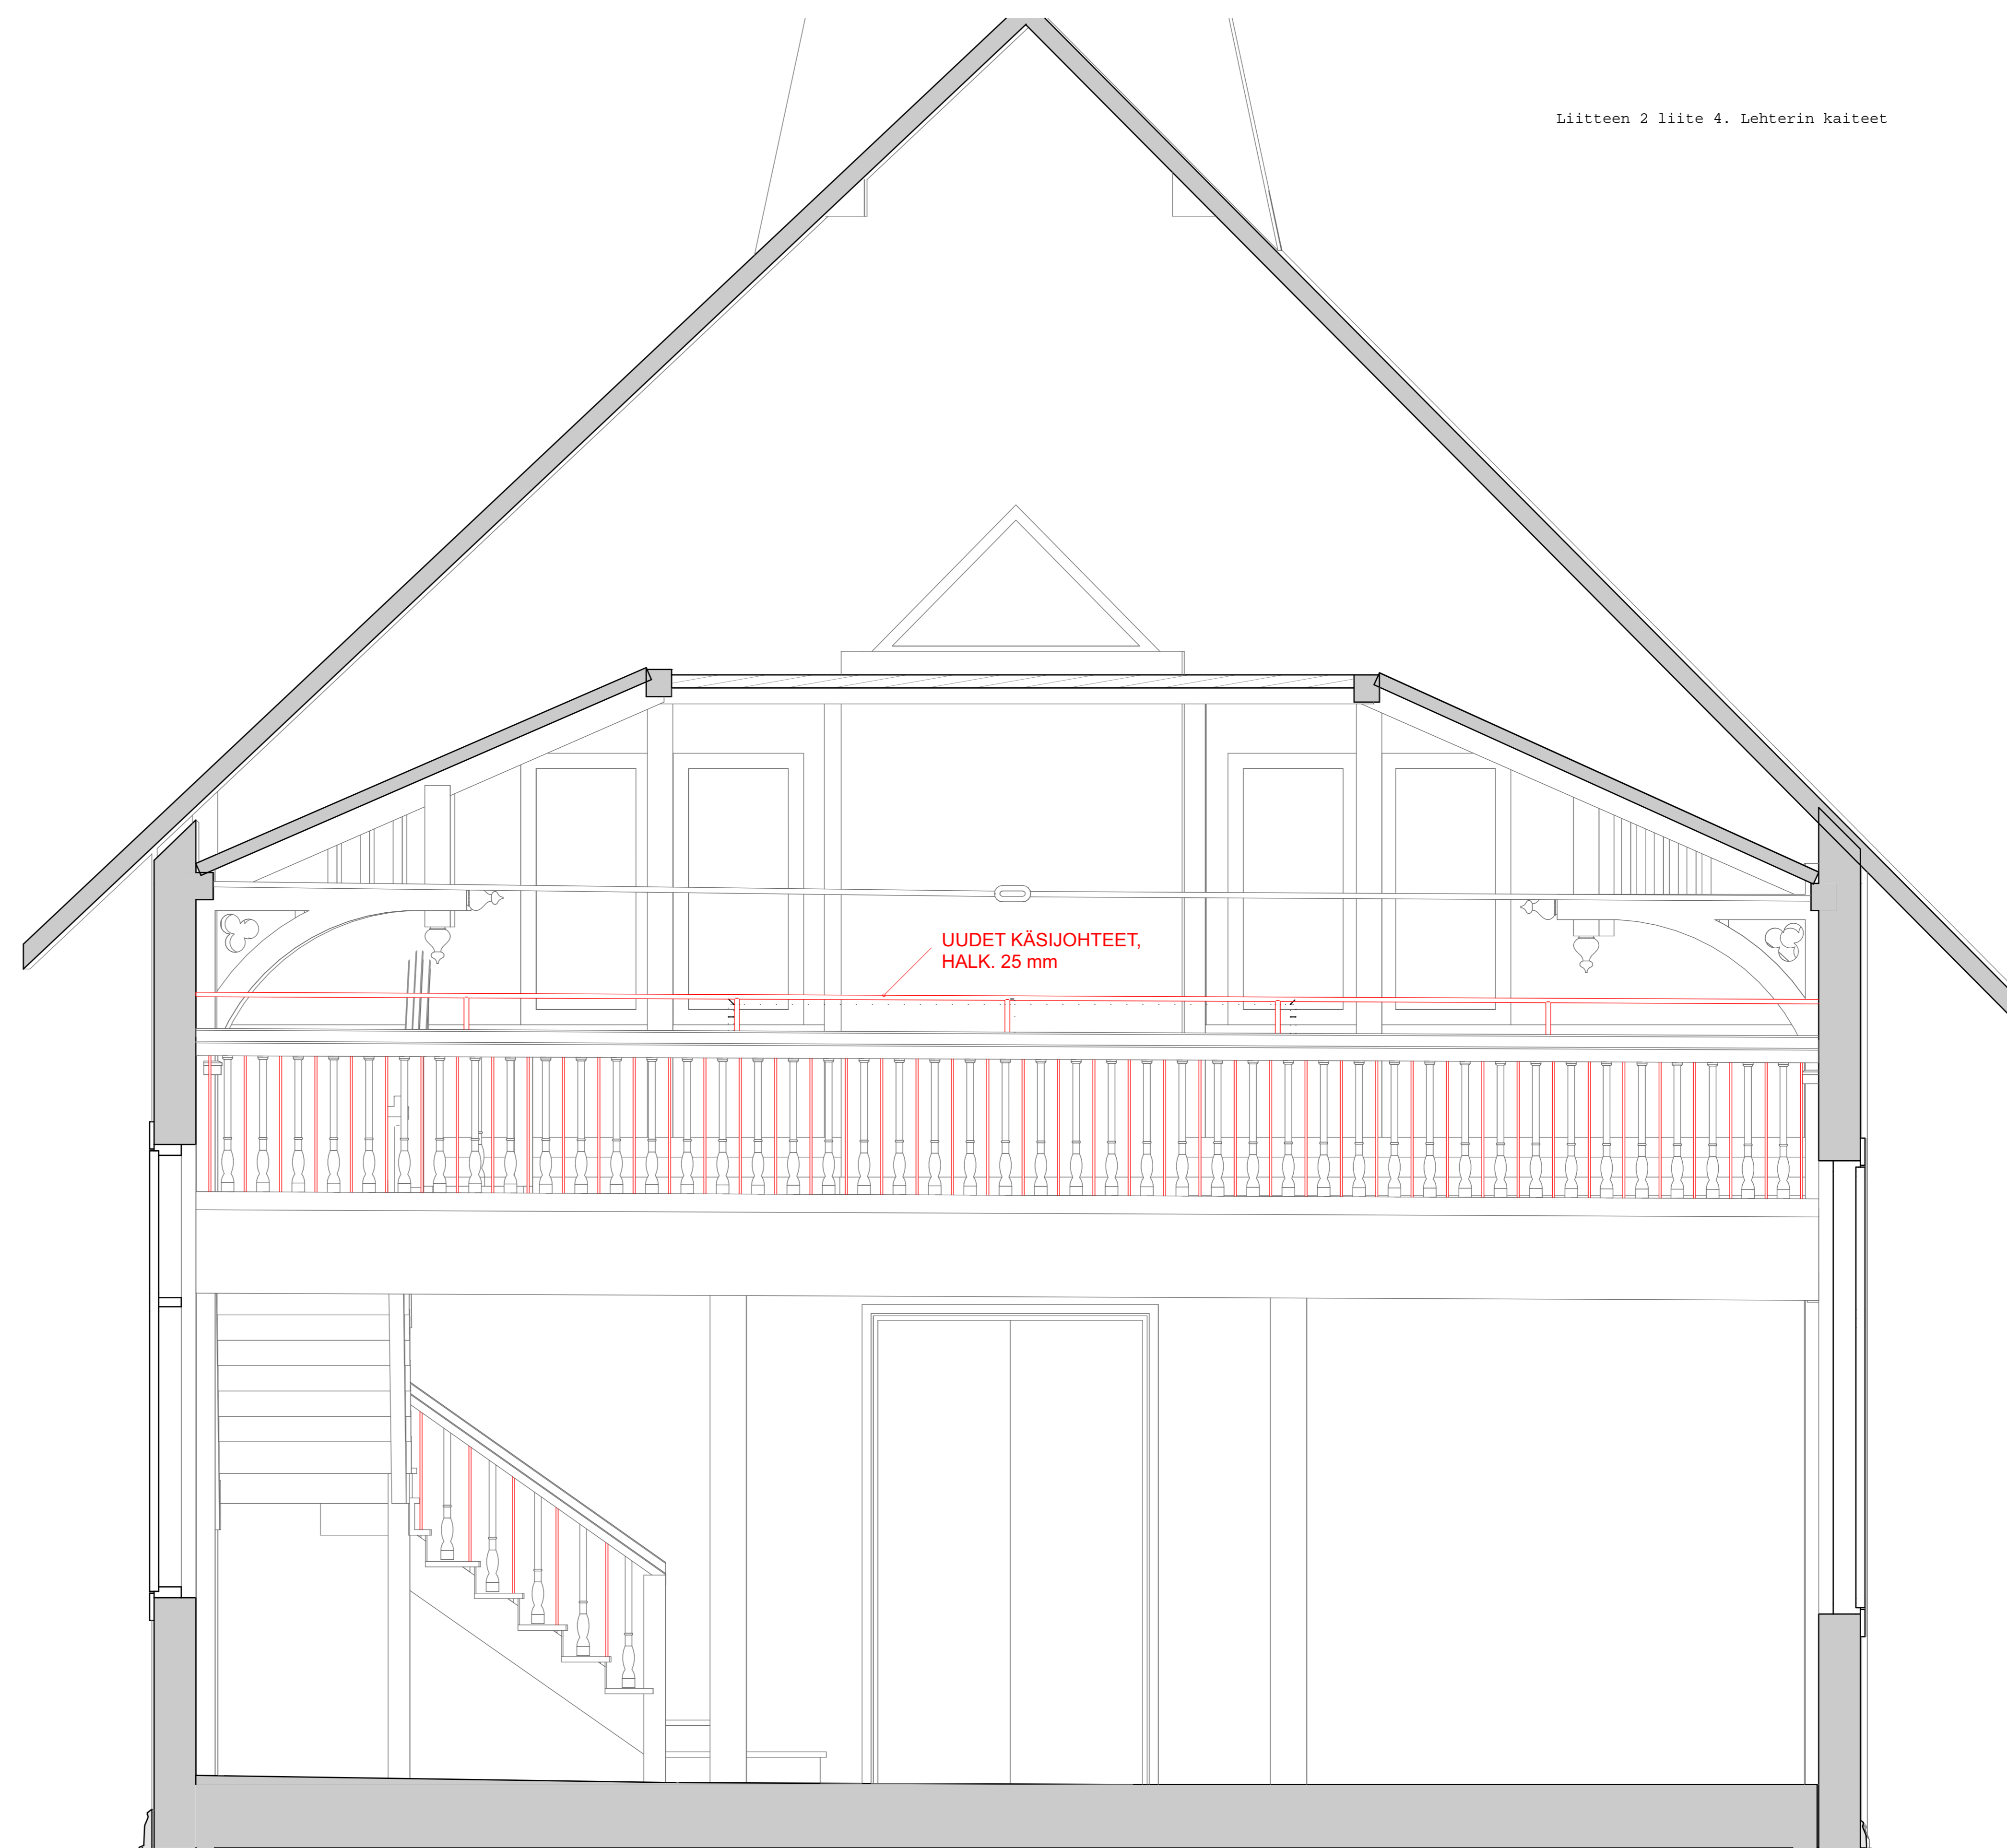 Liitteen 2 liite 4. Lehterin kaiteet
UUDET KÄSIJOHTEET,
HALK. 25 mm